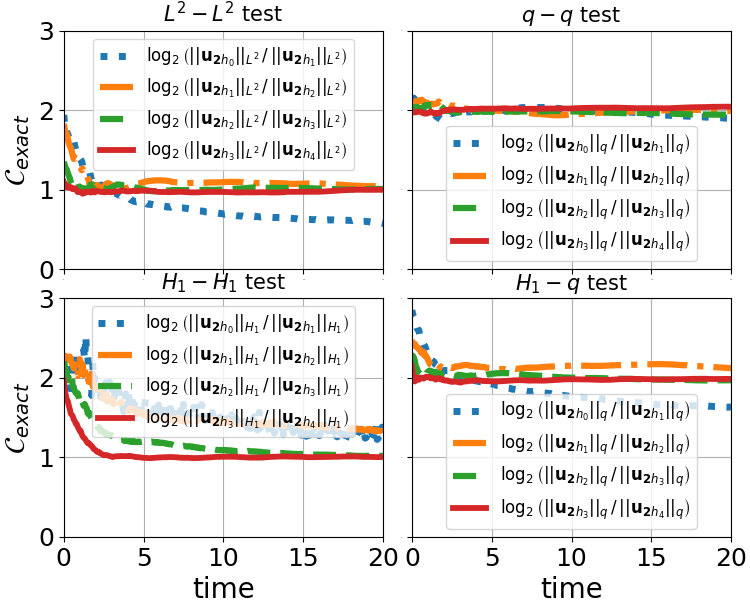 L² − L² test
q − q test
3
2
1
0
𝒞exact
log₂ (||u₂h₀||L² / ||u₂h₁||L²)
log₂ (||u₂h₁||L² / ||u₂h₂||L²)
log₂ (||u₂h₂||L² / ||u₂h₃||L²)
log₂ (||u₂h₃||L² / ||u₂h₄||L²)
log₂ (||u₂h₀||q / ||u₂h₁||q)
log₂ (||u₂h₁||q / ||u₂h₂||q)
log₂ (||u₂h₂||q / ||u₂h₃||q)
log₂ (||u₂h₃||q / ||u₂h₄||q)
H₁ − H₁ test
H₁ − q test
3
2
1
0
𝒞exact
log₂ (||u₂h₀||H₁ / ||u₂h₁||H₁)
log₂ (||u₂h₁||H₁ / ||u₂h₂||H₁)
log₂ (||u₂h₂||H₁ / ||u₂h₃||H₁)
log₂ (||u₂h₃||H₁ / ||u₂h₄||H₁)
log₂ (||u₂h₀||q / ||u₂h₁||q)
log₂ (||u₂h₁||q / ||u₂h₂||q)
log₂ (||u₂h₂||q / ||u₂h₃||q)
log₂ (||u₂h₃||q / ||u₂h₄||q)
0 5 10 15 20
0 5 10 15 20
time
time